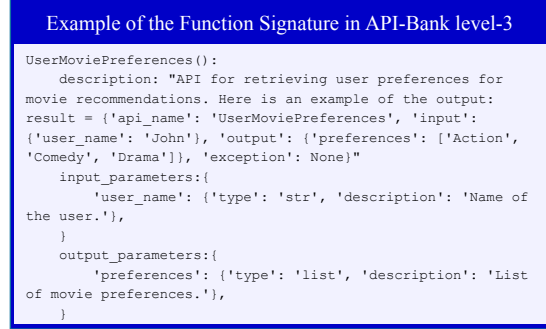 Example of the Function Signature in API-Bank level-3
UserMoviePreferences():
    description: "API for retrieving user preferences for
movie recommendations. Here is an example of the output:
result = {'api_name': 'UserMoviePreferences', 'input':
{'user_name': 'John'}, 'output': {'preferences': ['Action',
'Comedy', 'Drama']}, 'exception': None}"
    input_parameters:{
        'user_name': {'type': 'str', 'description': 'Name of
the user.'},
    }
    output_parameters:{
        'preferences': {'type': 'list', 'description': 'List
of movie preferences.'},
    }